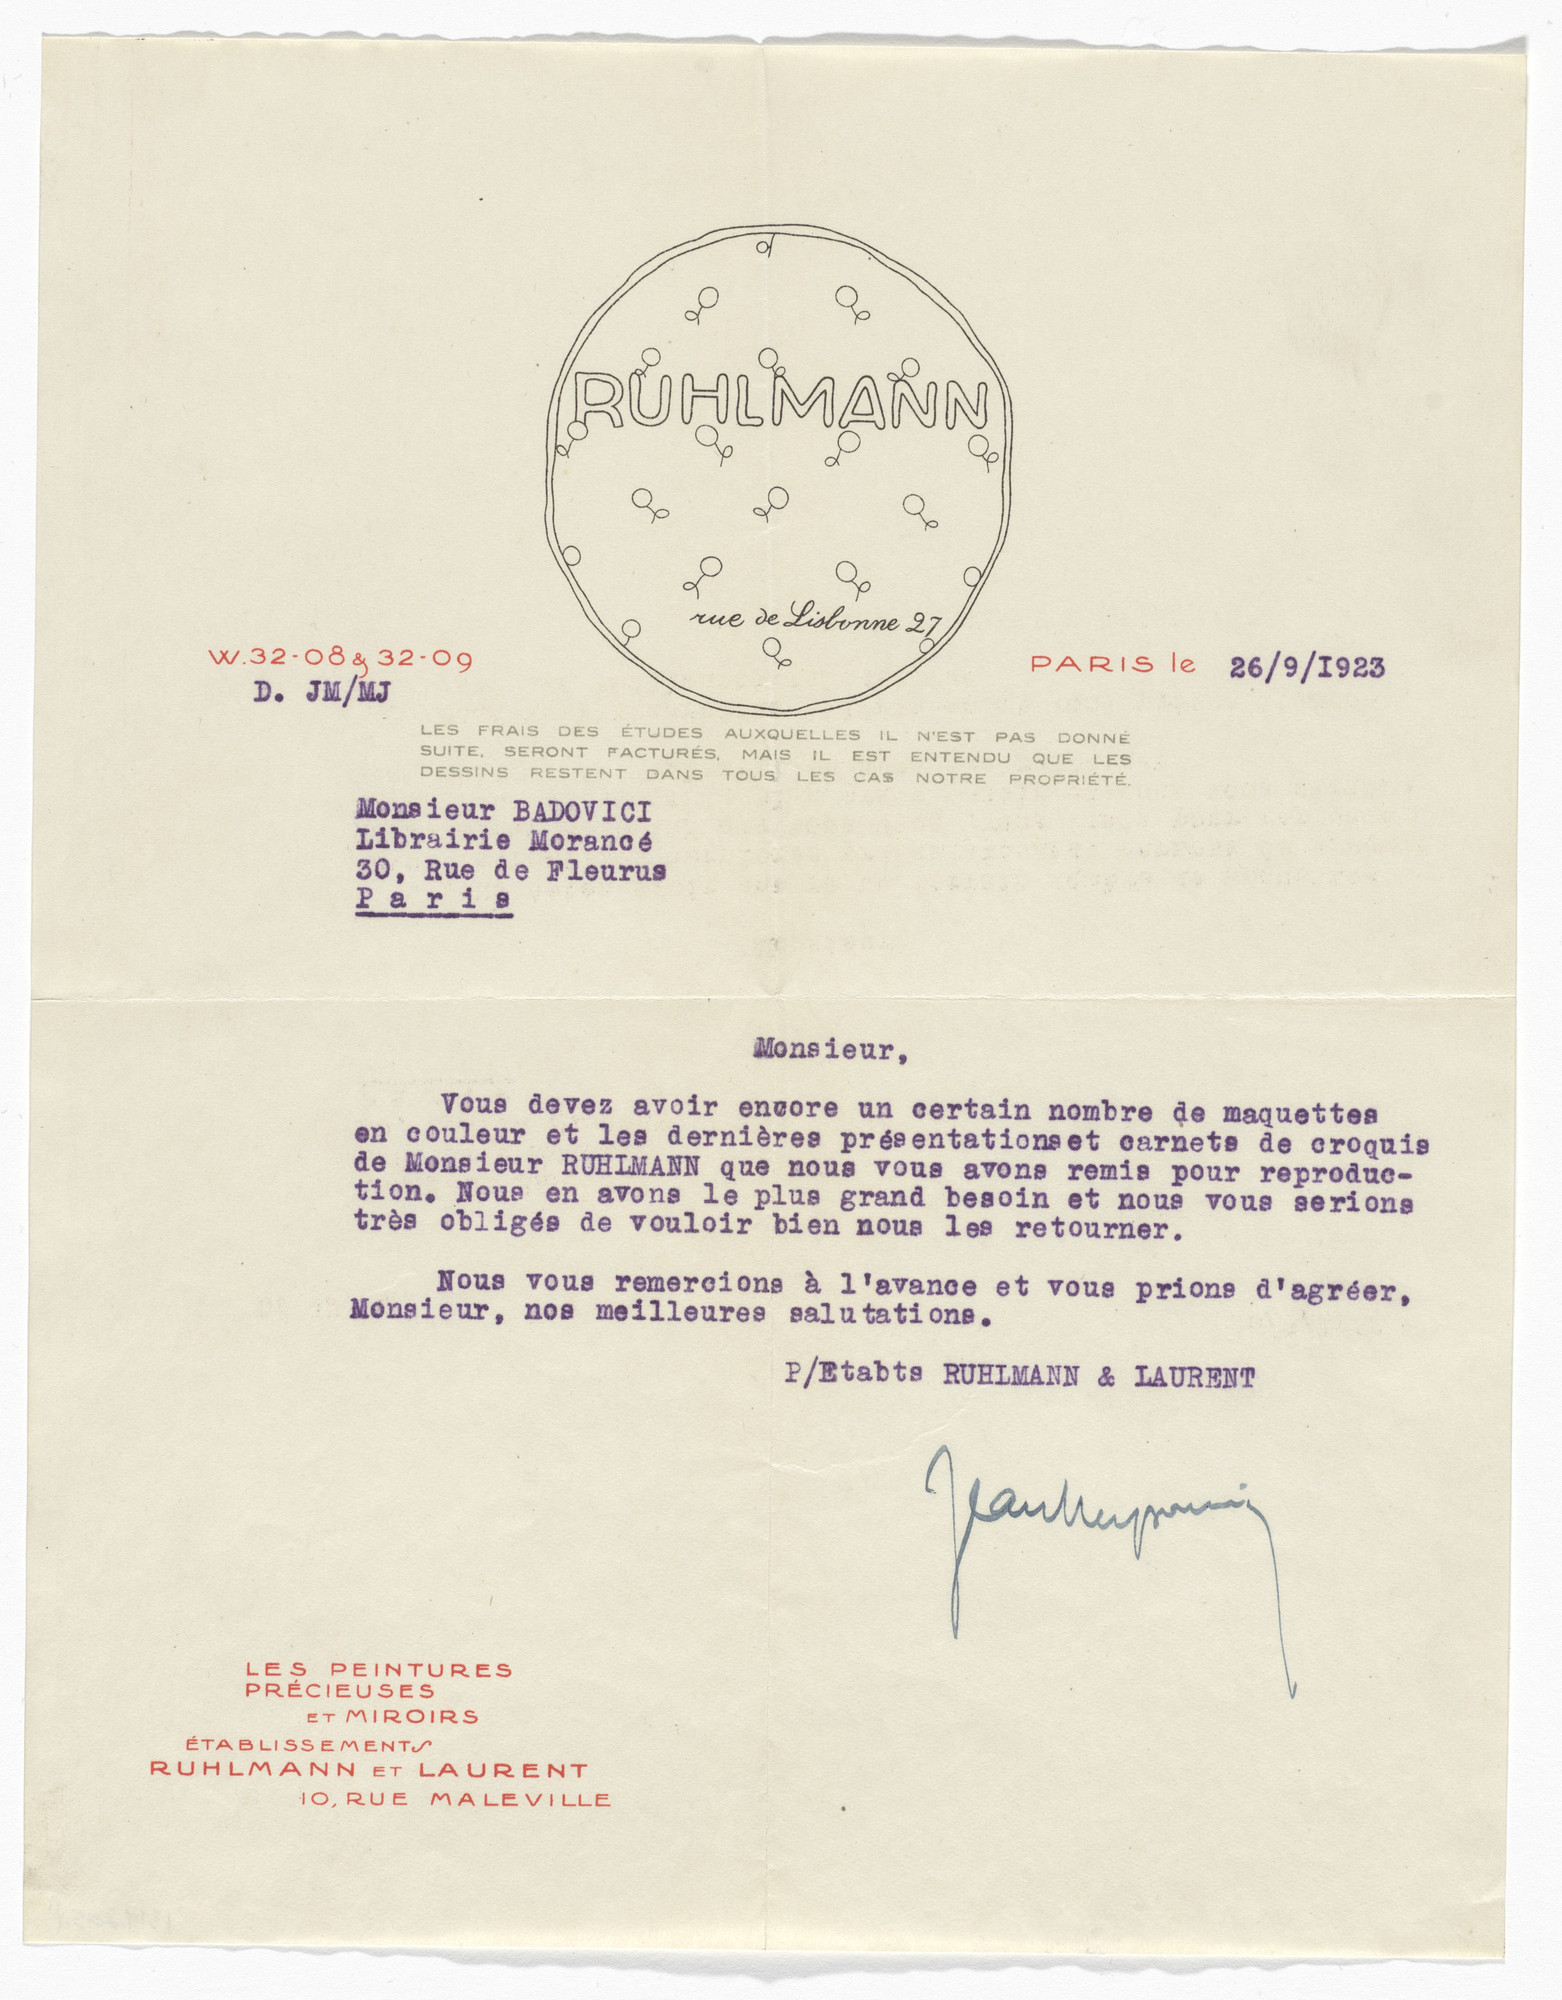 RUHLMANN
rue de Lisbonne 27
W.32-08 & 32-09
PARIS le 26/9/I923
D. JM/MJ
LES FRAIS DES ÉTUDES AUXQUELLES IL N'EST PAS DONNÉ
SUITE, SERONT FACTURÉS, MAIS IL EST ENTENDU QUE LES
DESSINS RESTENT DANS TOUS LES CAS NOTRE PROPRIÉTÉ.
Monsieur BADOVICI
Librairie Morancé
30, Rue de Fleurus
P a r i s
Monsieur,
Vous devez avoir encore un certain nombre de maquettes
en couleur et les dernières présentationset carnets de croquis
de Monsieur RUHLMANN que nous vous avons remis pour reproduc-
tion. Nous en avons le plus grand besoin et nous vous serions
très obligés de vouloir bien nous les retourner.
Nous vous remercions à l'avance et vous prions d'agréer,
Monsieur, nos meilleures salutations.
P/Etabts RUHLMANN & LAURENT
Jean
LES PEINTURES
PRÉCIEUSES
ET MIROIRS
ÉTABLISSEMENTS
RUHLMANN ET LAURENT
10, RUE MALEVILLE